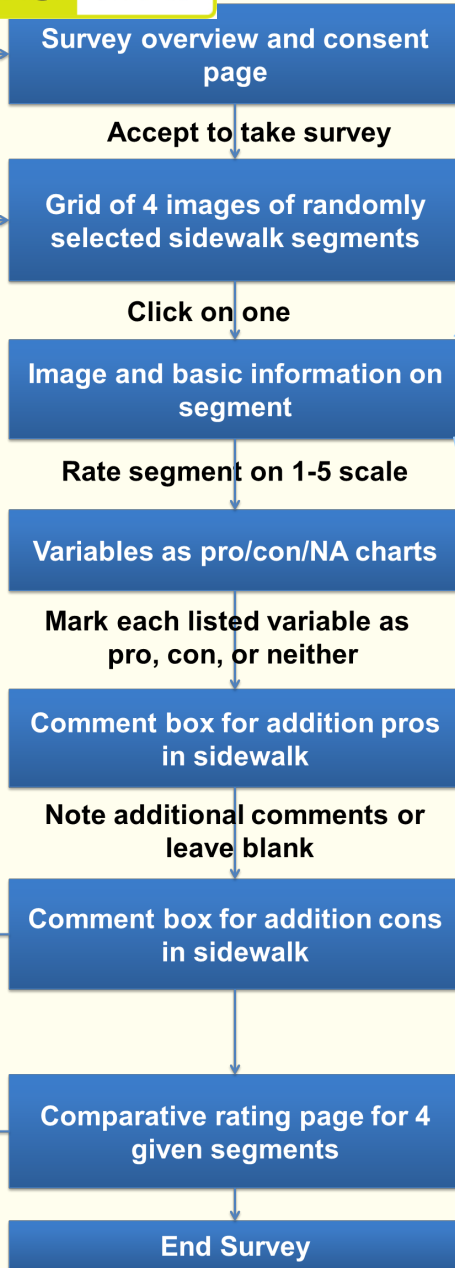 Survey overview and consent
page
Accept to take survey
Grid of 4 images of randomly
selected sidewalk segments
Click on one
Image and basic information on
segment
Rate segment on 1-5 scale
Variables as pro/con/NA charts
Mark each listed variable as
pro, con, or neither
Comment box for addition pros
in sidewalk
Note additional comments or
leave blank
Comment box for addition cons
in sidewalk
Comparative rating page for 4
given segments
End Survey